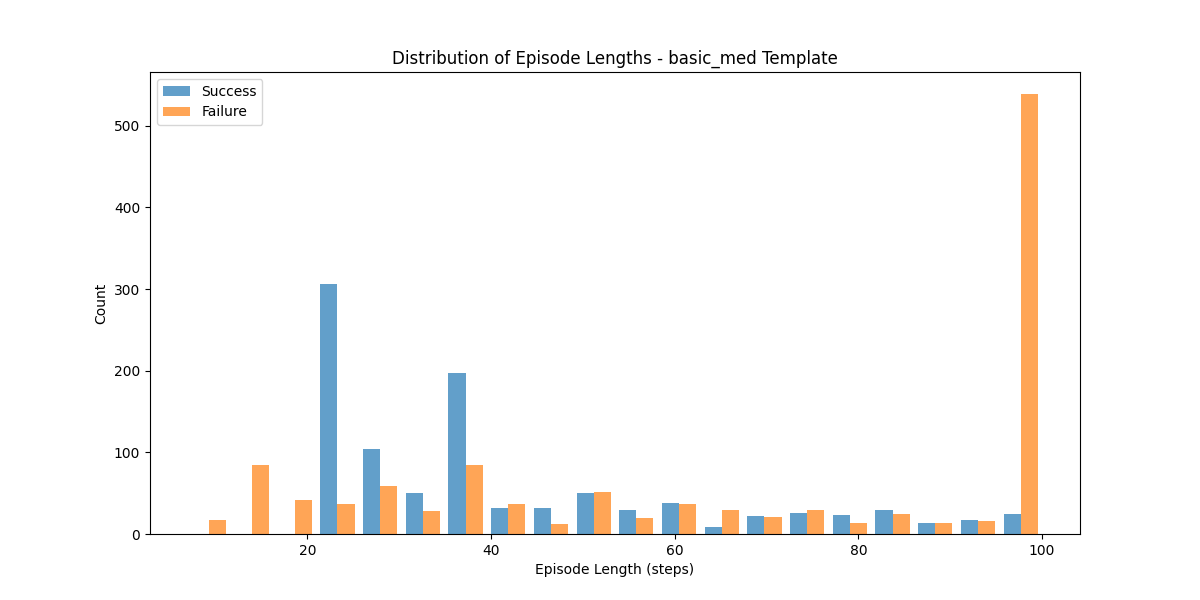 Distribution of Episode Lengths - basic_med Template
Success
Failure
500
400
300
200
100
0
Count
20
40
60
80
100
Episode Length (steps)